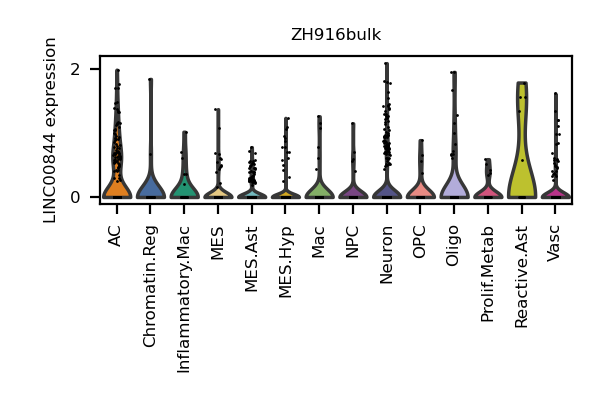 ZH916bulk
LINC00844 expression
2
0
AC
Chromatin.Reg
Inflammatory.Mac
MES
MES.Ast
MES.Hyp
Mac
NPC
Neuron
OPC
Oligo
Prolif.Metab
Reactive.Ast
Vasc